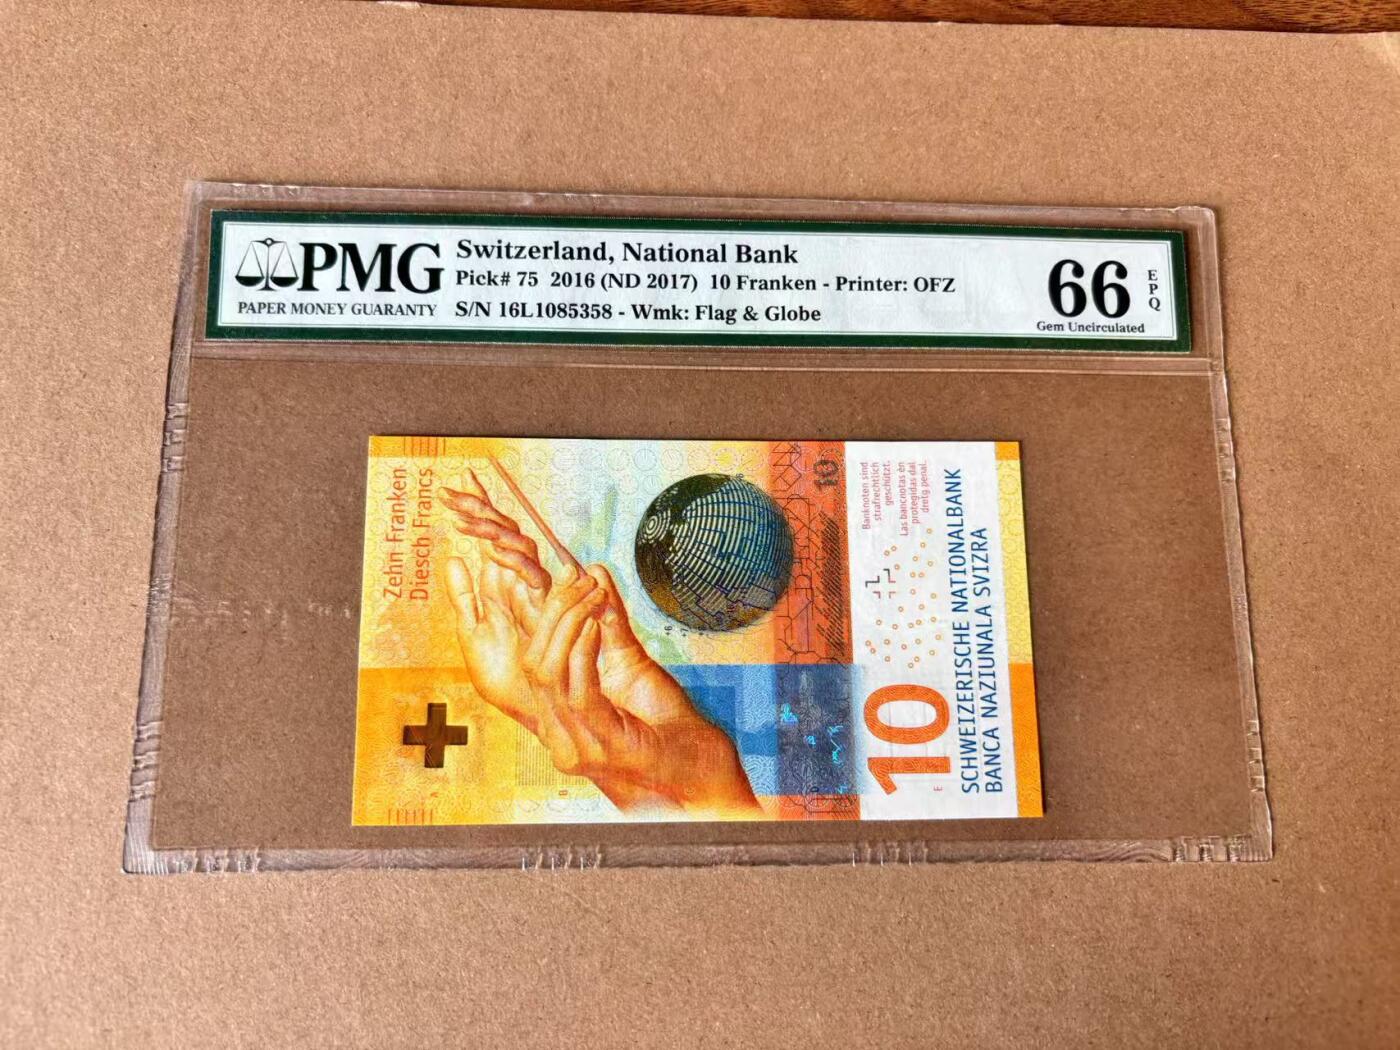 PMG
PAPER MONEY GUARANTY
Switzerland, National Bank
Pick# 75 2016 (ND 2017) 10 Franken - Printer: OFZ
S/N 16L1085358 - Wmk: Flag & Globe
66
EPQ
Gem Uncirculated
Zehn Franken
Diesch Francs
10
Banknoten sind
strafrechtlich
geschützt.
Las bancnotas èn
protegidas dal
dretg penal.
10
SCHWEIZERISCHE NATIONALBANK
BANCA NAZIUNALA SVIZRA
A
B
C
D
E